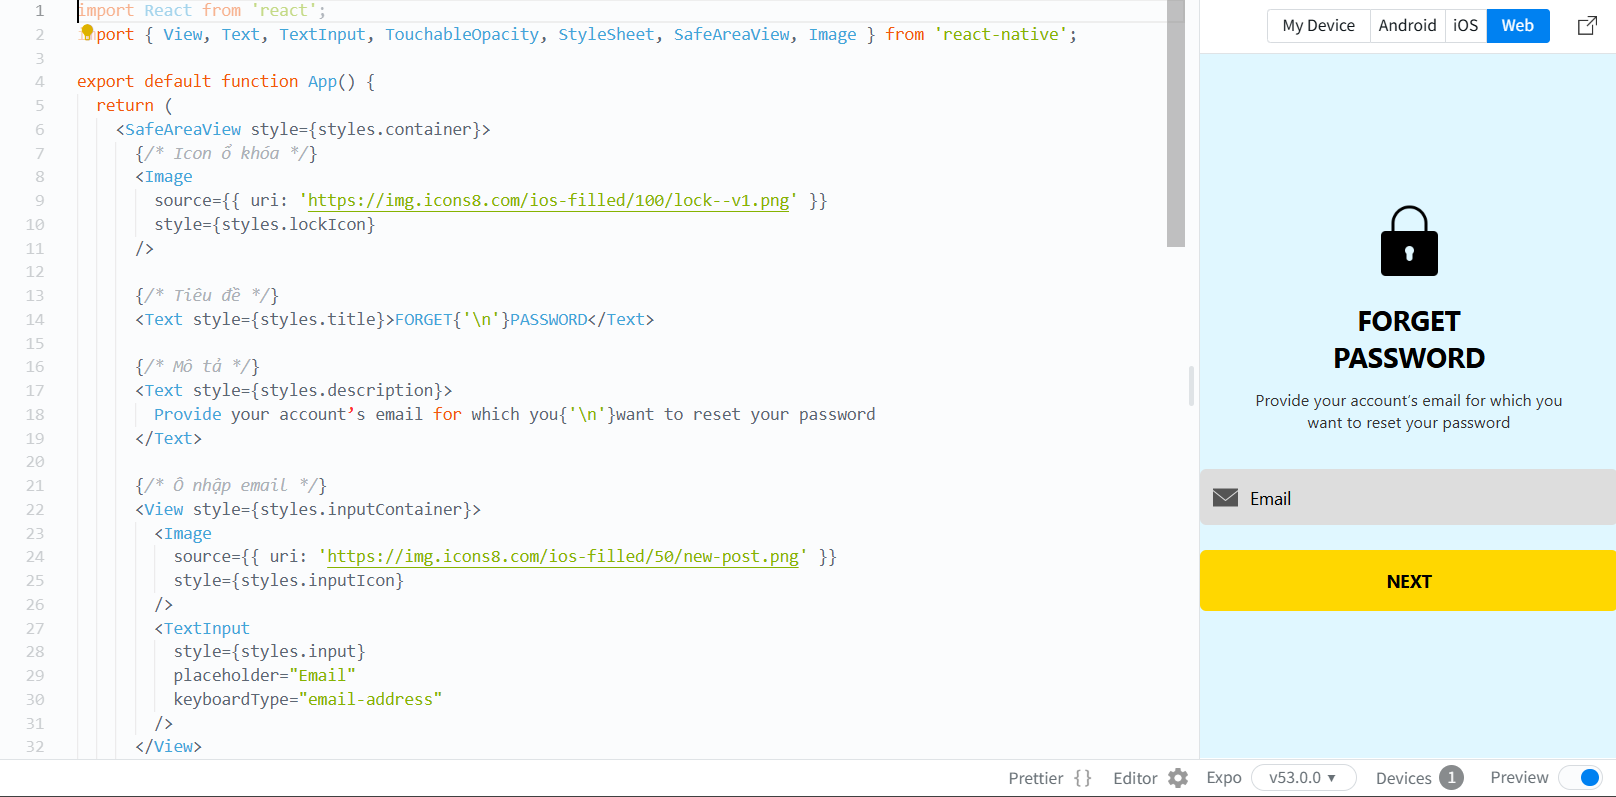 1 import React from 'react';
2 import { View, Text, TextInput, TouchableOpacity, StyleSheet, SafeAreaView, Image } from 'react-native';
3
4 export default function App() {
5 return (
6 <SafeAreaView style={styles.container}>
7 {/* Icon ổ khóa */}
8 <Image
9 source={{ uri: 'https://img.icons8.com/ios-filled/100/lock--v1.png' }}
10 style={styles.lockIcon}
11 />
12
13 {/* Tiêu đề */}
14 <Text style={styles.title}>FORGET{'\n'}PASSWORD</Text>
15
16 {/* Mô tả */}
17 <Text style={styles.description}>
18 Provide your account’s email for which you{'\n'}want to reset your password
19 </Text>
20
21 {/* Ô nhập email */}
22 <View style={styles.inputContainer}>
23 <Image
24 source={{ uri: 'https://img.icons8.com/ios-filled/50/new-post.png' }}
25 style={styles.inputIcon}
26 />
27 <TextInput
28 style={styles.input}
29 placeholder="Email"
30 keyboardType="email-address"
31 />
32 </View>
My Device Android iOS Web
FORGET
PASSWORD
Provide your account’s email for which you
want to reset your password
Email
NEXT
Prettier {} Editor Expo v53.0.0 ▾ Devices 1 Preview